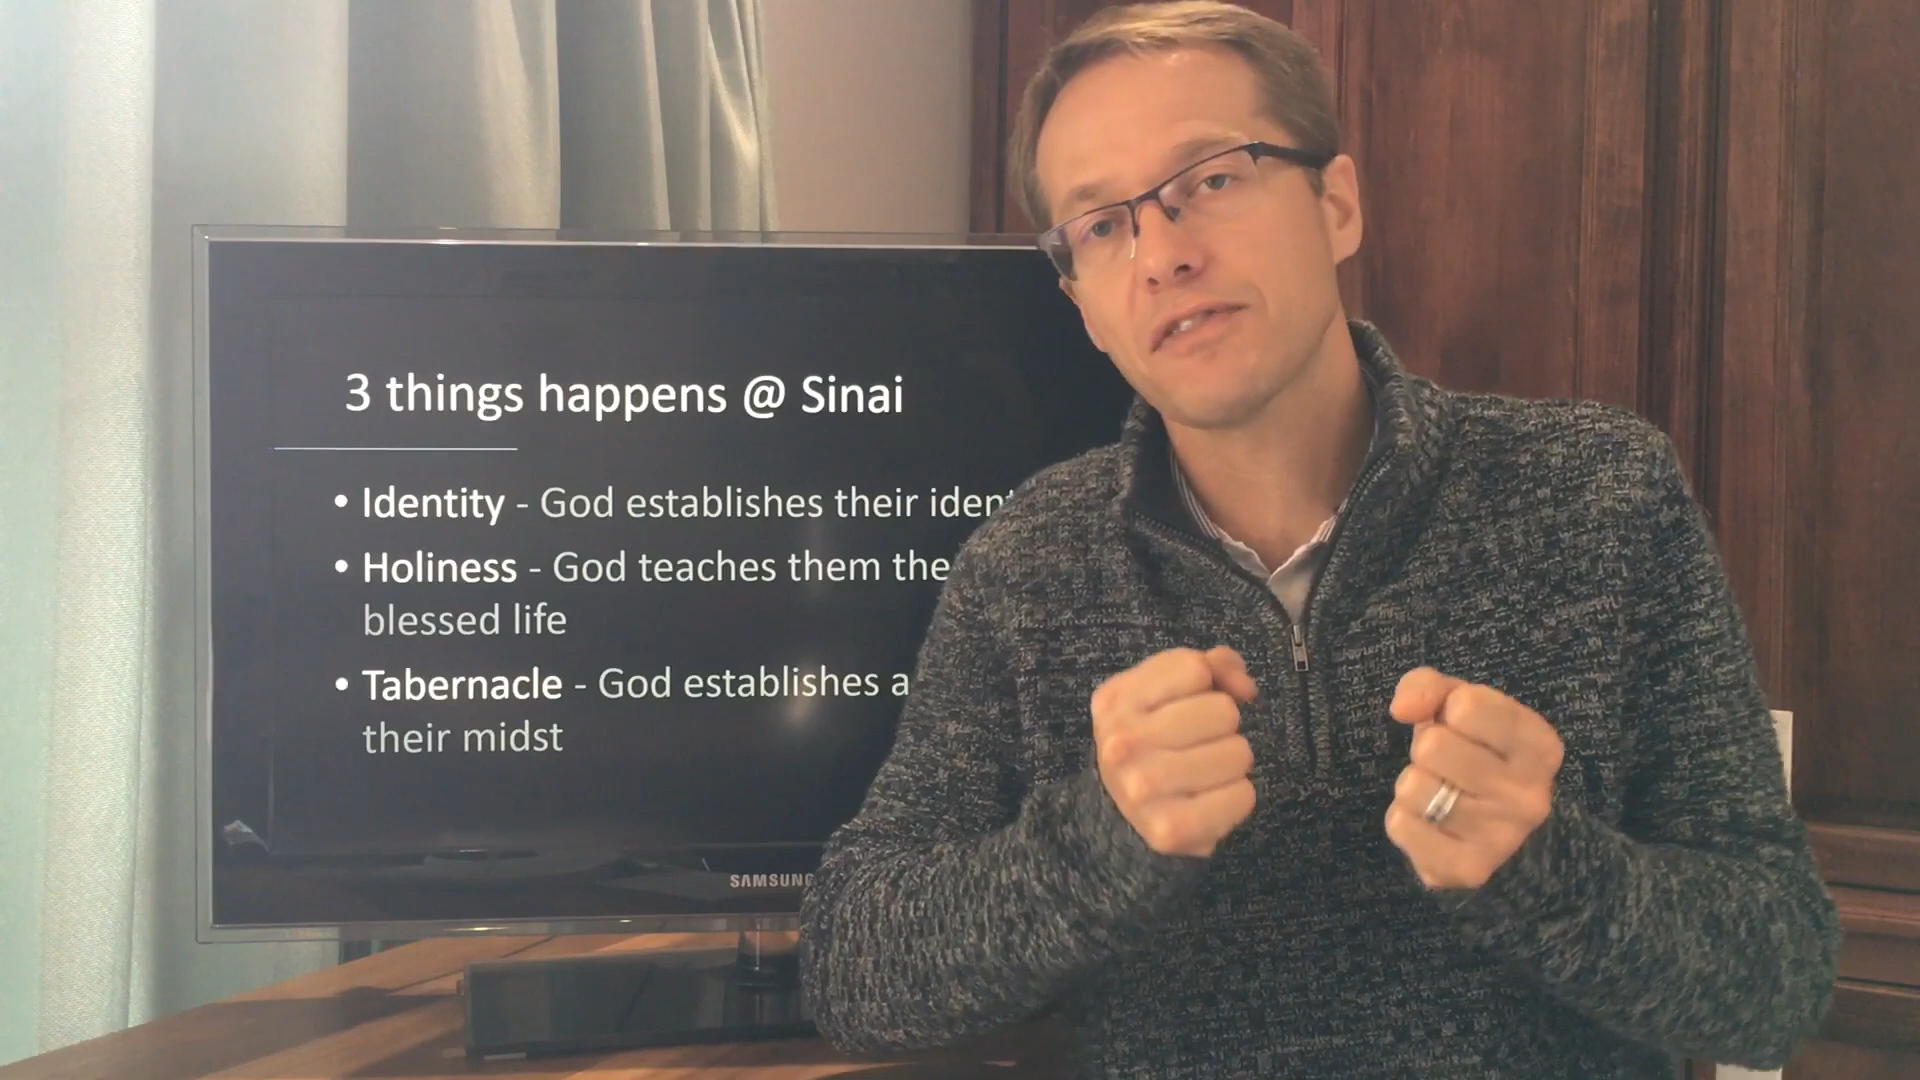 3 things happens @ Sinai
• Identity - God establishes their
• Holiness - God teaches them the
blessed life
• Tabernacle - God establishes a
their midst
SAMSUNG